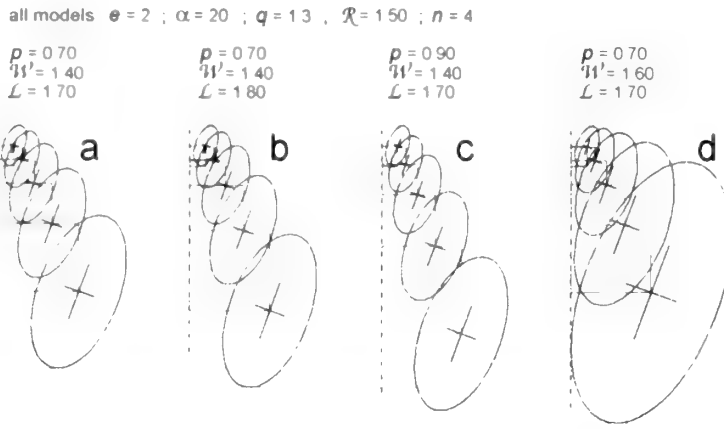 all models e = 2 ; α = 20 ; q = 1 3 , ℛ = 1 50 ; n = 4
p = 0 70
𝒲' = 1 40
ℒ = 1 70
p = 0 70
𝒲' = 1 40
ℒ = 1 80
p = 0 90
𝒲' = 1 40
ℒ = 1 70
p = 0 70
𝒲' = 1 60
ℒ = 1 70
a
b
c
d